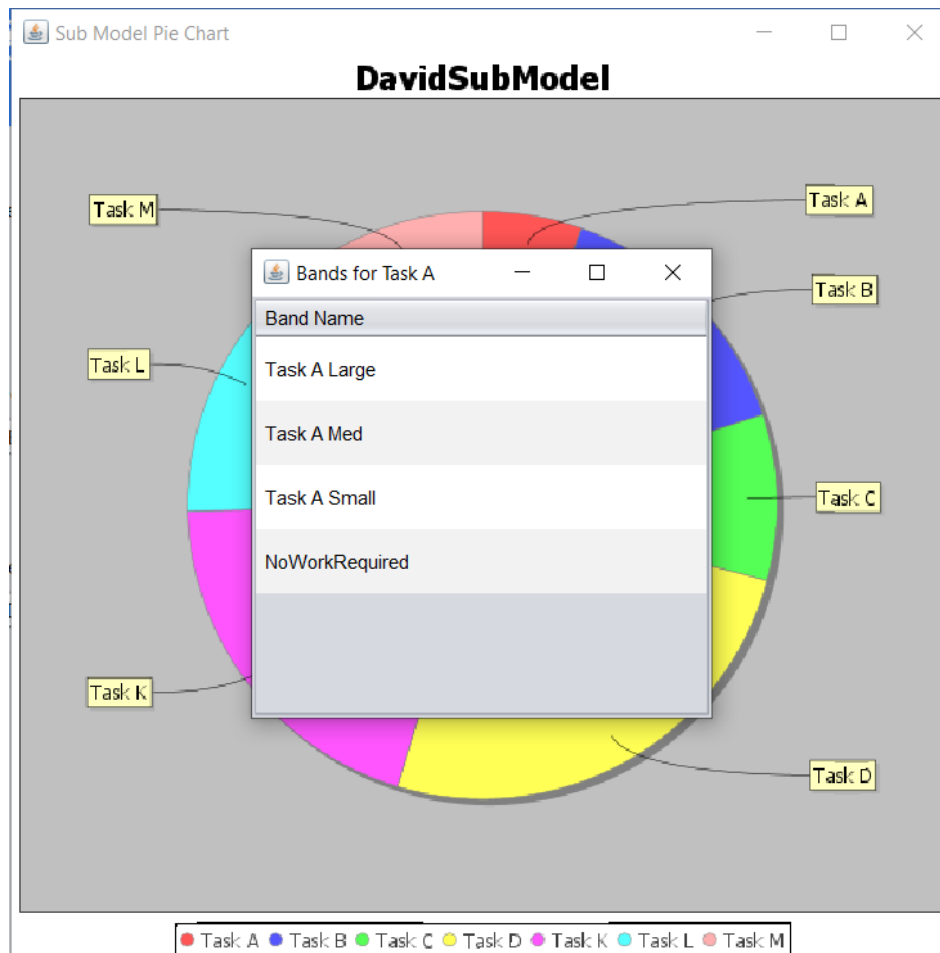 Sub Model Pie Chart
DavidSubModel
Task M
Task A
Bands for Task A
Task B
Band Name
Task L
Task A Large
Task A Med
Task A Small
Task C
NoWorkRequired
Task K
Task D
Task A Task B Task C Task D Task K Task L Task M